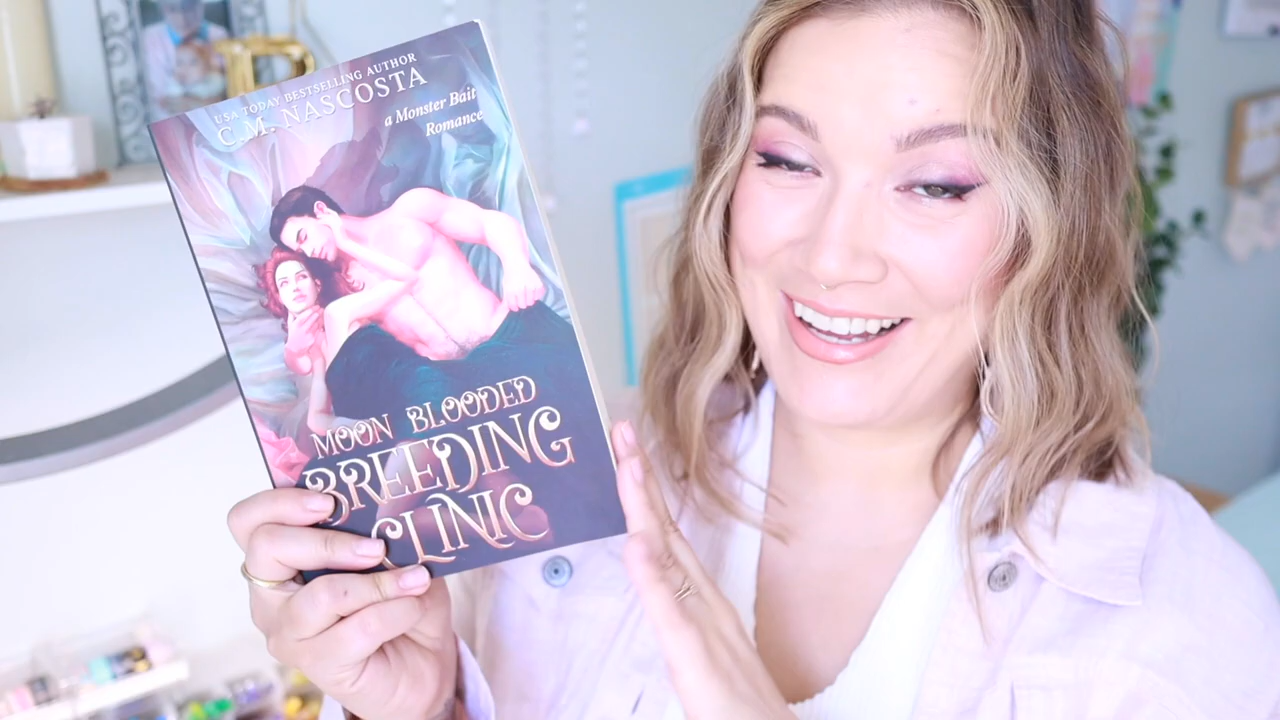 USA TODAY BESTSELLING AUTHOR
C.M. NASCOSTA
a Monster Bait
Romance
MOON BLOODED
BREEDING
CLINIC